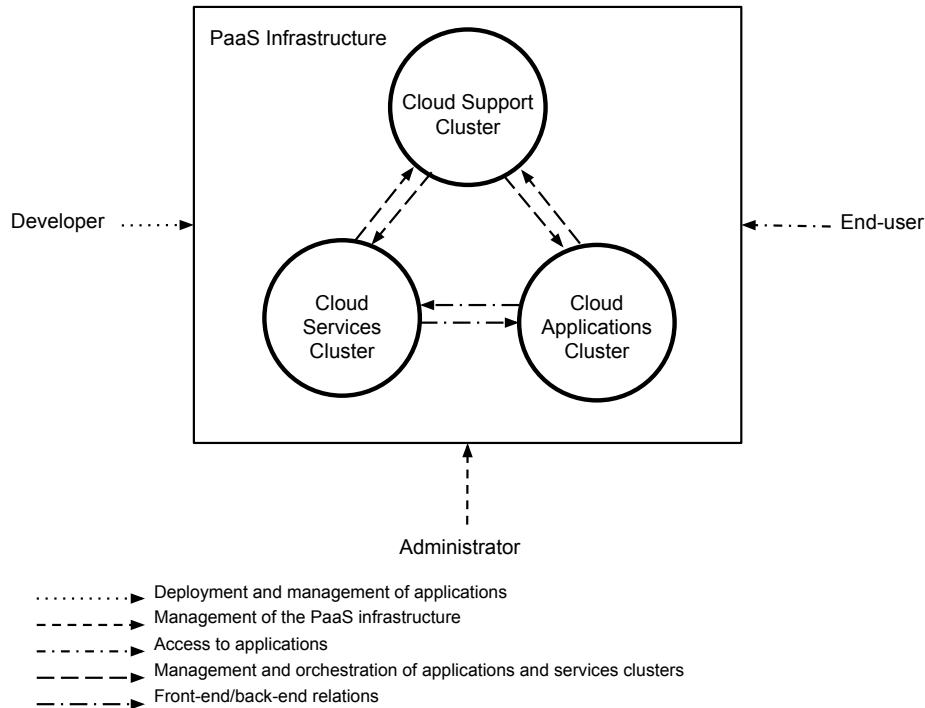 PaaS Infrastructure
Cloud Support
Cluster
Developer
End-user
Cloud
Services
Cluster
Cloud
Applications
Cluster
Administrator
Deployment and management of applications
Management of the PaaS infrastructure
Access to applications
Management and orchestration of applications and services clusters
Front-end/back-end relations